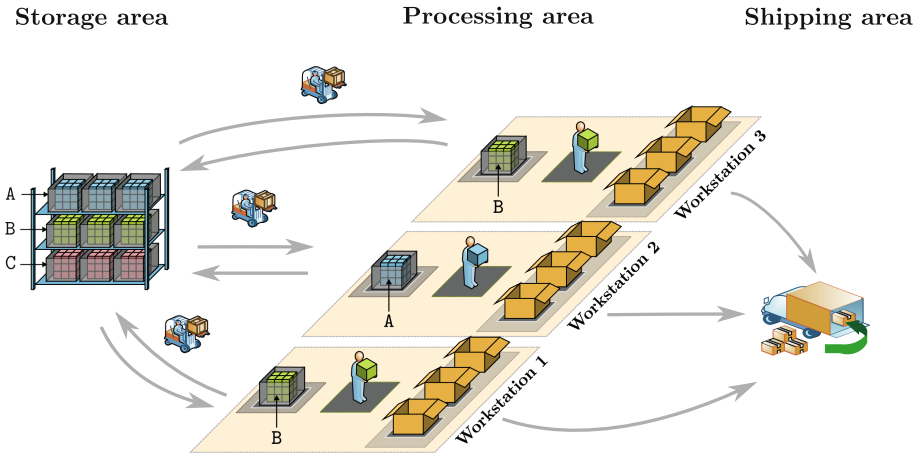 Storage area
Processing area
Shipping area
A
B
C
B
Workstation 3
A
Workstation 2
B
Workstation 1